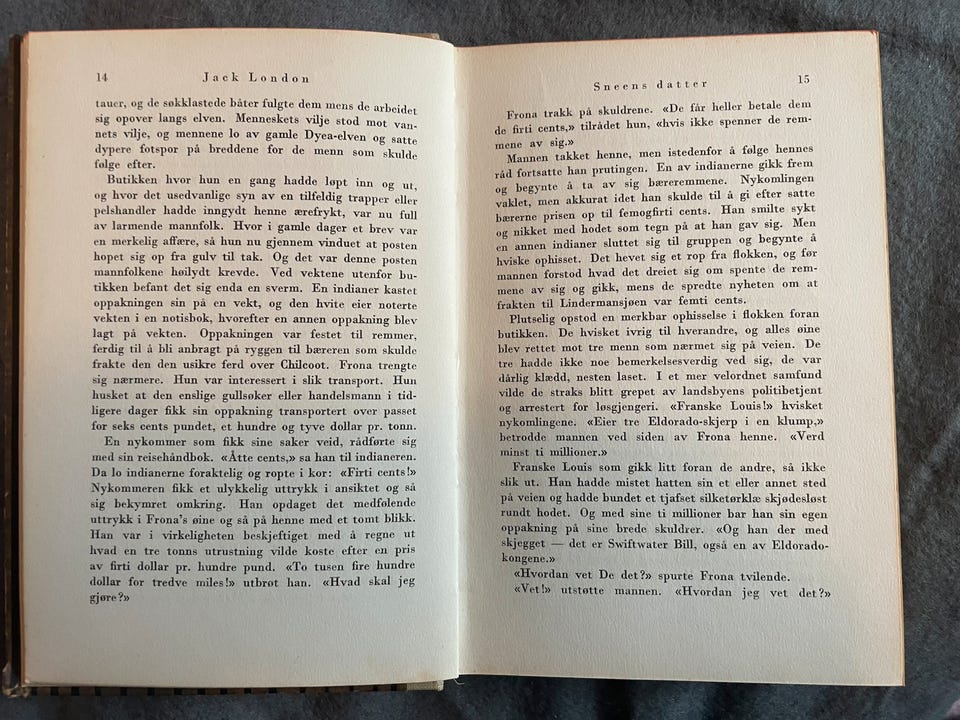 14
Jack London
tauer, og de søkklastede båter fulgte dem mens de arbeidet
sig opover langs elven. Menneskets vilje stod mot van-
nets vilje, og mennene lo av gamle Dyea-elven og satte
dypere fotspor på breddene for de menn som skulde
følge efter.
Butikken hvor hun en gang hadde løpt inn og ut,
og hvor det usedvanlige syn av en tilfeldig trapper eller
pelshandler hadde inngydt henne ærefrykt, var nu full
av larmende mannfolk. Hvor i gamle dager et brev var
en merkelig affære, så hun nu gjennem vinduet at posten
hopet sig op fra gulv til tak. Og det var denne posten
mannfolkene høilydt krevde. Ved vektene utenfor bu-
tikken befant det sig enda en sverm. En indianer kastet
oppakningen sin på en vekt, og den hvite eier noterte
vekten i en notisbok, hvorefter en annen oppakning blev
lagt på vekten. Oppakningen var festet til remmer,
ferdig til å bli anbragt på ryggen til bæreren som skulde
frakte den den usikre ferd over Chilcoot. Frona trengte
sig nærmere. Hun var interessert i slik transport. Hun
husket at den enslige gullsøker eller handelsmann i tid-
ligere dager fikk sin oppakning transportert over passet
for seks cents pundet, et hundre og tyve dollar pr. tonn.
En nykommer som fikk sine saker veid, rådførte sig
med sin reisehåndbok. «Åtte cents,» sa han til indianeren.
Da lo indianerne foraktelig og ropte i kor: «Firti cents!»
Nykommeren fikk et ulykkelig uttrykk i ansiktet og så
sig bekymret omkring. Han opdaget det medfølende
uttrykk i Frona's øine og så på henne med et tomt blikk.
Han var i virkeligheten beskjeftiget med å regne ut
hvad en tre tonns utrustning vilde koste efter en pris
av firti dollar pr. hundre pund. «To tusen fire hundre
dollar for tredve miles!» utbrøt han. «Hvad skal jeg
gjøre?»
Sneens datter
15
Frona trakk på skuldrene. «De får heller betale dem
de firti cents,» tilrådet hun, «hvis ikke spenner de rem-
mene av sig.»
Mannen takket henne, men istedenfor å følge hennes
råd fortsatte han prutingen. En av indianerne gikk frem
og begynte å ta av sig bæreremmene. Nykomlingen
vaklet, men akkurat idet han skulde til å gi efter satte
bærerne prisen op til femogfirti cents. Han smilte sykt
og nikket med hodet som tegn på at han gav sig. Men
en annen indianer sluttet sig til gruppen og begynte å
hviske ophisset. Det hevet sig et rop fra flokken, og før
mannen forstod hvad det dreiet sig om spente de rem-
mene av sig og gikk, mens de spredte nyheten om at
frakten til Lindermansjøen var femti cents.
Plutselig opstod en merkbar ophisselse i flokken foran
butikken. De hvisket ivrig til hverandre, og alles øine
blev rettet mot tre menn som nærmet sig på veien. De
tre hadde ikke noe bemerkelsesverdig ved sig, de var
dårlig klædd, nesten laset. I et mer velordnet samfund
vilde de straks blitt grepet av landsbyens politibetjent
og arrestert for løsgjengeri. «Franske Louis!» hvisket
nykomlingene. «Eier tre Eldorado-skjerp i en klump,»
betrodde mannen ved siden av Frona henne. «Verd
minst ti millioner.»
Franske Louis som gikk litt foran de andre, så ikke
slik ut. Han hadde mistet hatten sin et eller annet sted
på veien og hadde bundet et tjafset silketørklæ skjødesløst
rundt hodet. Og med sine ti millioner bar han sin egen
oppakning på sine brede skuldrer. «Og han der med
skjegget — det er Swiftwater Bill, også en av Eldorado-
kongene.»
«Hvordan vet De det?» spurte Frona tvilende.
«Vet!» utstøtte mannen. «Hvordan jeg vet det?»